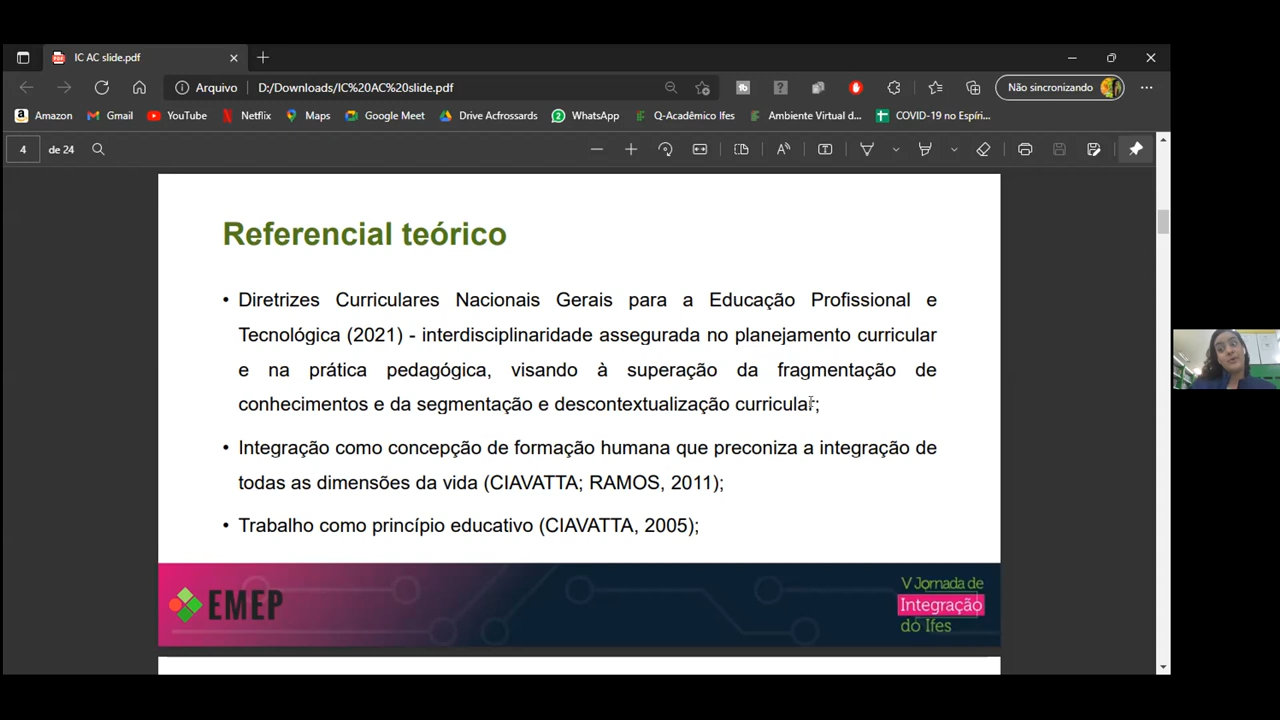 IC AC slide.pdf
Arquivo D:/Downloads/IC%20AC%20slide.pdf Não sincronizando
Amazon Gmail YouTube Netflix Maps Google Meet Drive Acfrossards WhatsApp Q-Acadêmico Ifes Ambiente Virtual d... COVID-19 no Espíri...
4 de 24
Referencial teórico
• Diretrizes Curriculares Nacionais Gerais para a Educação Profissional e
Tecnológica (2021) - interdisciplinaridade assegurada no planejamento curricular
e na prática pedagógica, visando à superação da fragmentação de
conhecimentos e da segmentação e descontextualização curricular;
• Integração como concepção de formação humana que preconiza a integração de
todas as dimensões da vida (CIAVATTA; RAMOS, 2011);
• Trabalho como princípio educativo (CIAVATTA, 2005);
EMEP
V Jornada de
Integração
do Ifes